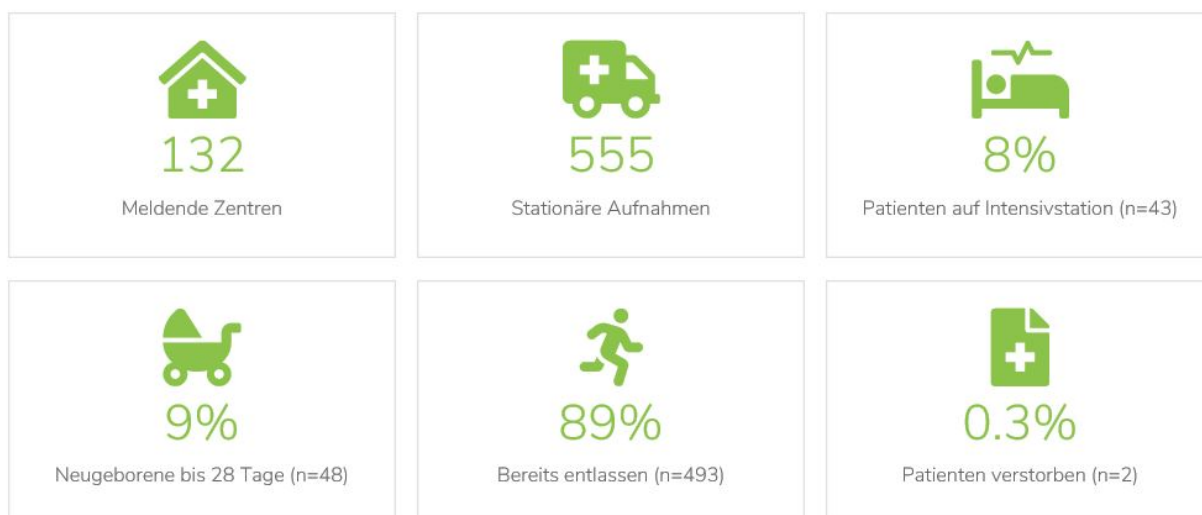 132
Meldende Zentren
555
Stationäre Aufnahmen
8%
Patienten auf Intensivstation (n=43)
9%
Neugeborene bis 28 Tage (n=48)
89%
Bereits entlassen (n=493)
0.3%
Patienten verstorben (n=2)